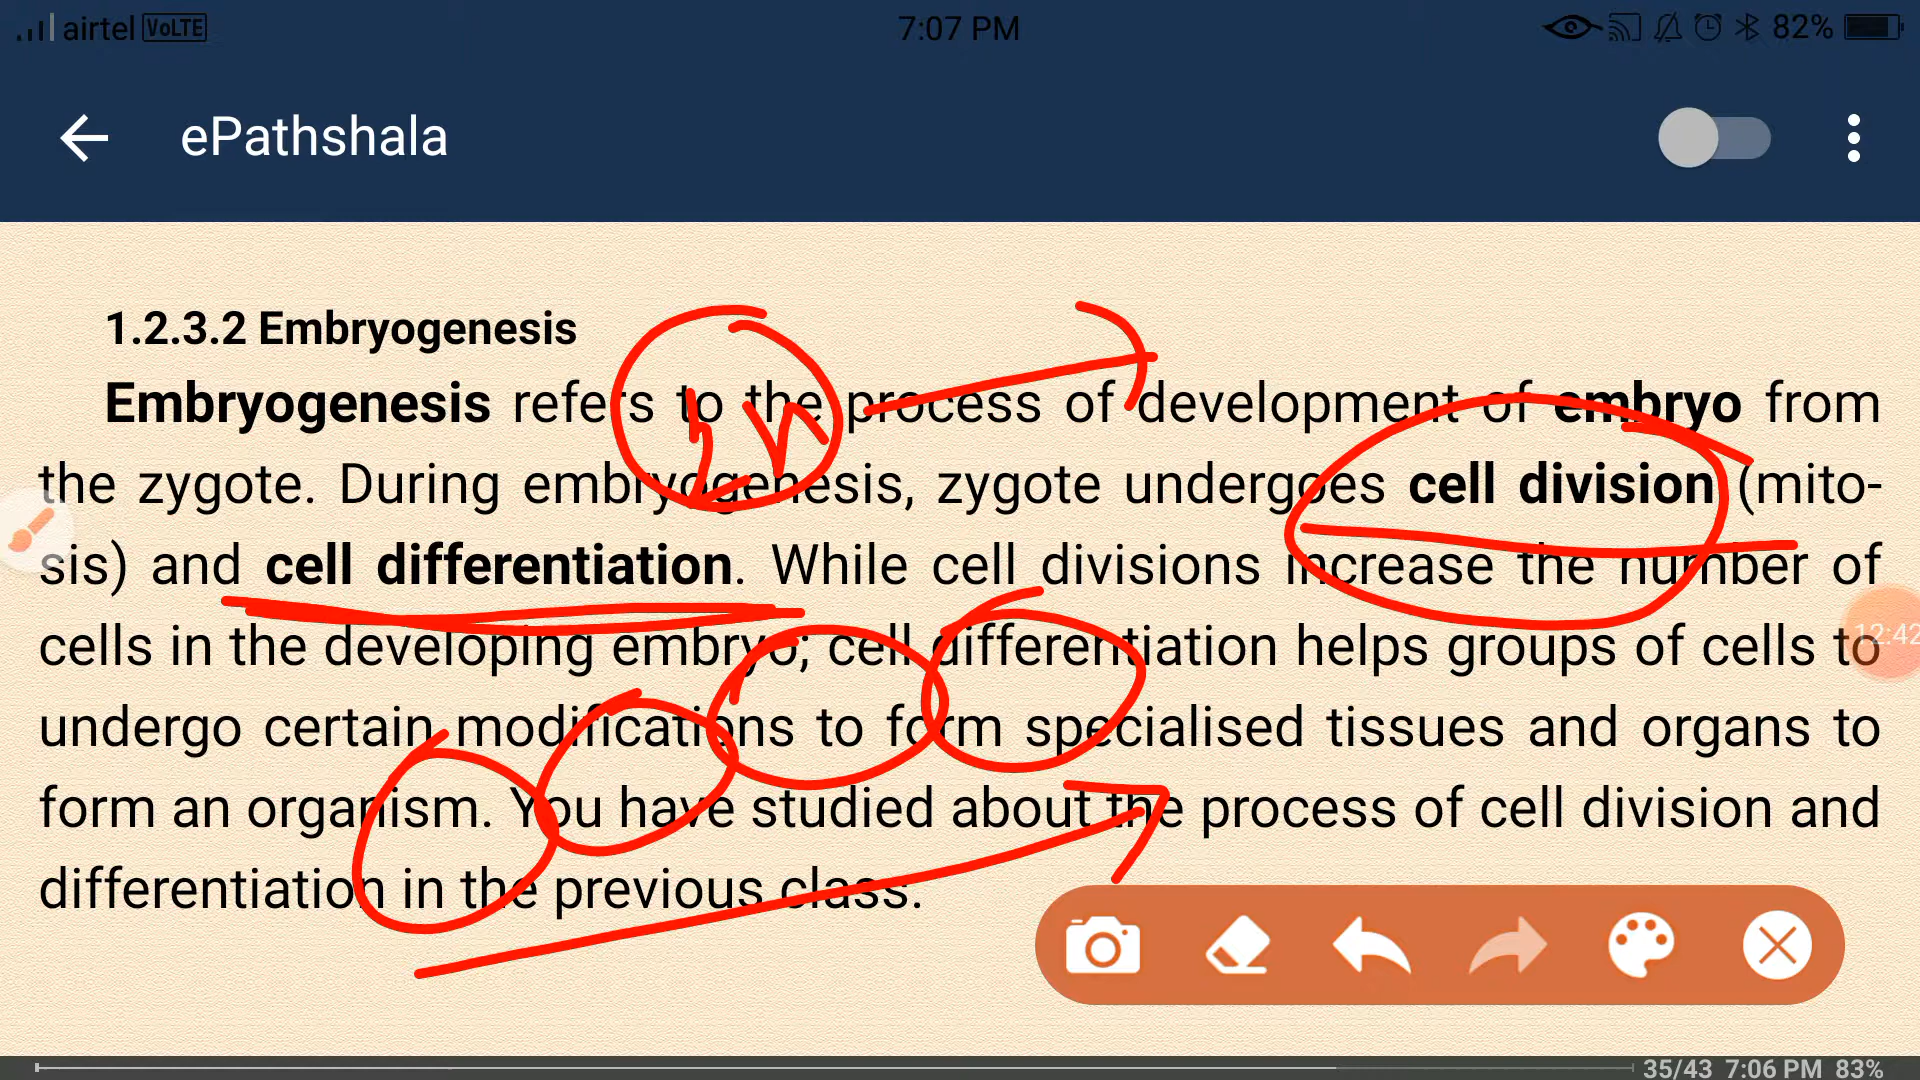 airtel VoLTE 7:07 PM 82%
ePathshala
1.2.3.2 Embryogenesis
Embryogenesis refers to the process of development of embryo from
the zygote. During embryogenesis, zygote undergoes cell division (mito-
sis) and cell differentiation. While cell divisions increase the number of
cells in the developing embryo; cell differentiation helps groups of cells to
undergo certain modifications to form specialised tissues and organs to
form an organism. You have studied about the process of cell division and
differentiation in the previous class.
2n
12:42
35/43 7:06 PM 83%